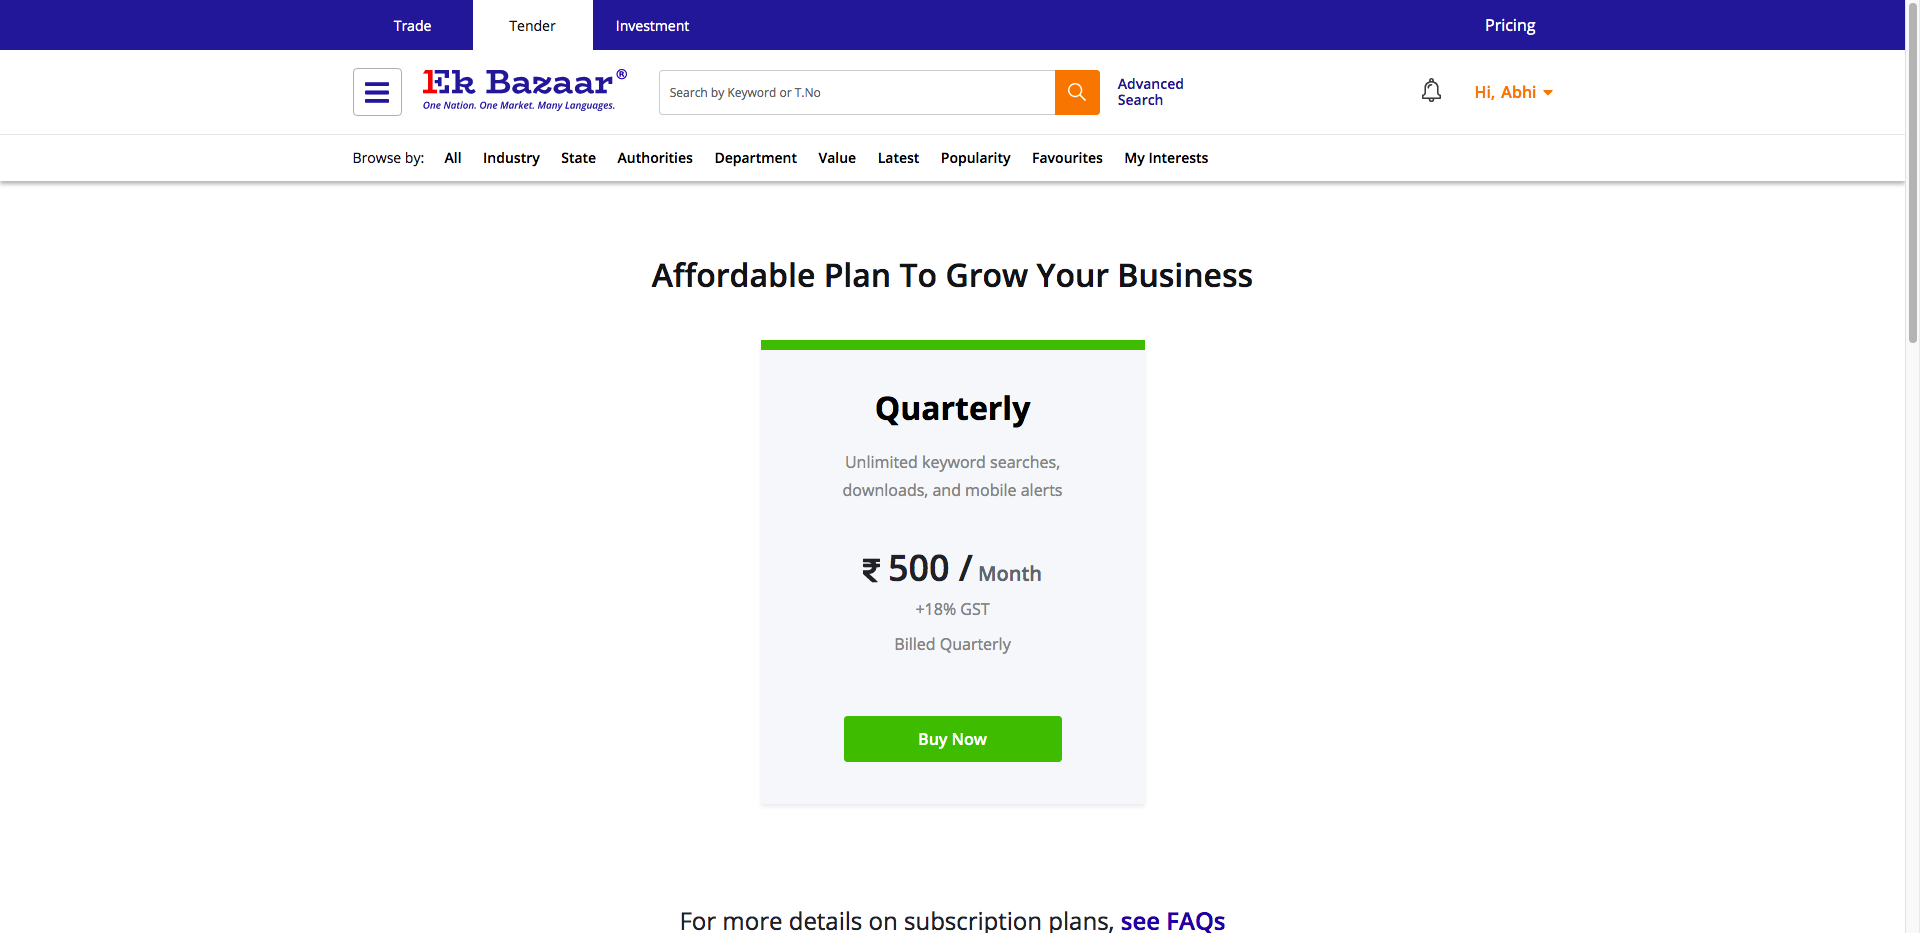 Trade
Tender
Investment
Pricing
1Ek Bazaar®
One Nation. One Market. Many Languages.
Search by Keyword or T.No
Advanced
Search
Hi, Abhi
Browse by: All Industry State Authorities Department Value Latest Popularity Favourites My Interests
Affordable Plan To Grow Your Business
Quarterly
Unlimited keyword searches,
downloads, and mobile alerts
₹ 500 / Month
+18% GST
Billed Quarterly
Buy Now
For more details on subscription plans, see FAQs